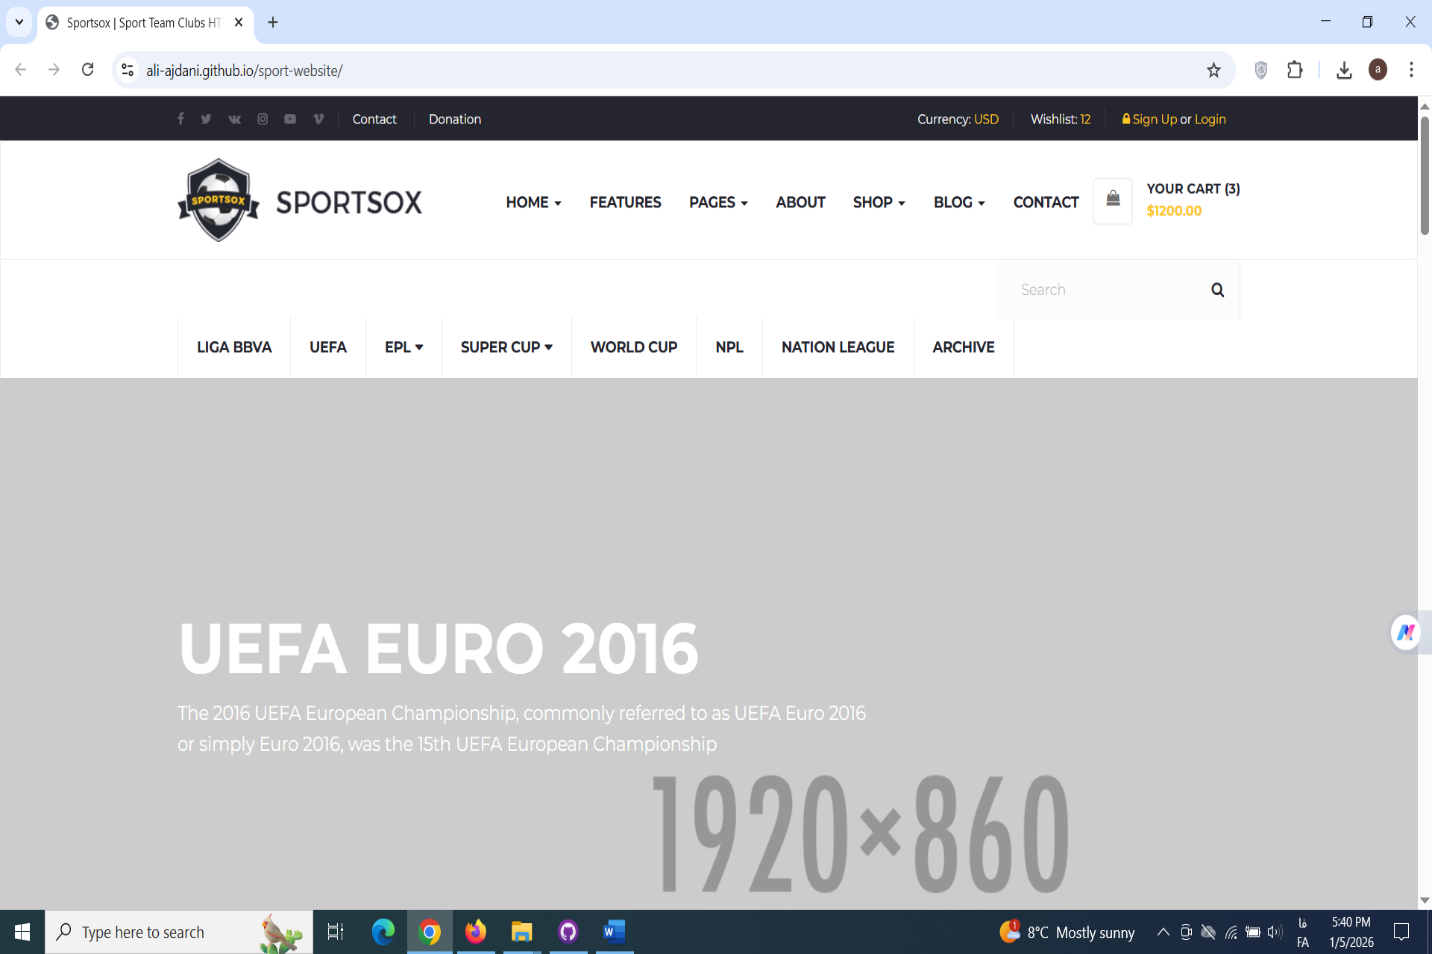 Sportsox | Sport Team Clubs HT
ali-ajdani.github.io/sport-website/
a
Contact
Donation
Currency: USD
Wishlist: 12
Sign Up or Login
SPORTSOX
SPORTSOX
HOME
FEATURES
PAGES
ABOUT
SHOP
BLOG
CONTACT
YOUR CART (3)
$1200.00
Search
LIGA BBVA
UEFA
EPL
SUPER CUP
WORLD CUP
NPL
NATION LEAGUE
ARCHIVE
UEFA EURO 2016
The 2016 UEFA European Championship, commonly referred to as UEFA Euro 2016
or simply Euro 2016, was the 15th UEFA European Championship
1920×860
Type here to search
W
1
8°C Mostly sunny
فا
FA
5:40 PM
1/5/2026